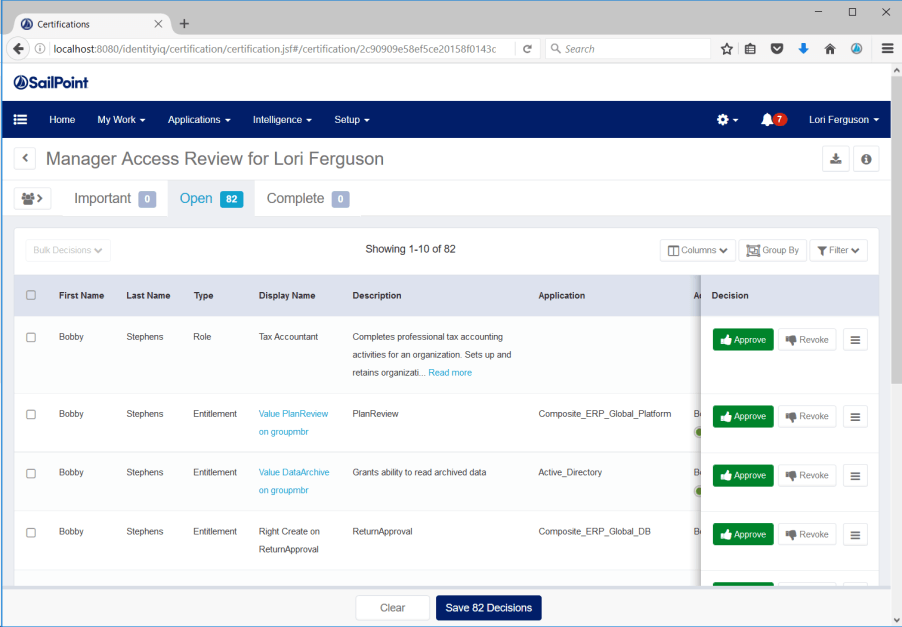 Certifications
localhost:8080/identityiq/certification/certification.jsf#/certification/2c90909e58ef5ce20158f0143c
Search
SailPoint
Home My Work Applications Intelligence Setup 7 Lori Ferguson
Manager Access Review for Lori Ferguson
Important 0 Open 82 Complete 0
Bulk Decisions Showing 1-10 of 82 Columns Group By Filter
First Name Last Name Type Display Name Description Application Decision
Bobby Stephens Role Tax Accountant Completes professional tax accounting Approve Revoke
activities for an organization. Sets up and
retains organizati... Read more
Bobby Stephens Entitlement Value PlanReview PlanReview Composite_ERP_Global_Platform Approve Revoke
on groupmbr
Bobby Stephens Entitlement Value DataArchive Grants ability to read archived data Active_Directory Approve Revoke
on groupmbr
Bobby Stephens Entitlement Right Create on ReturnApproval Composite_ERP_Global_DB Approve Revoke
ReturnApproval
Clear Save 82 Decisions